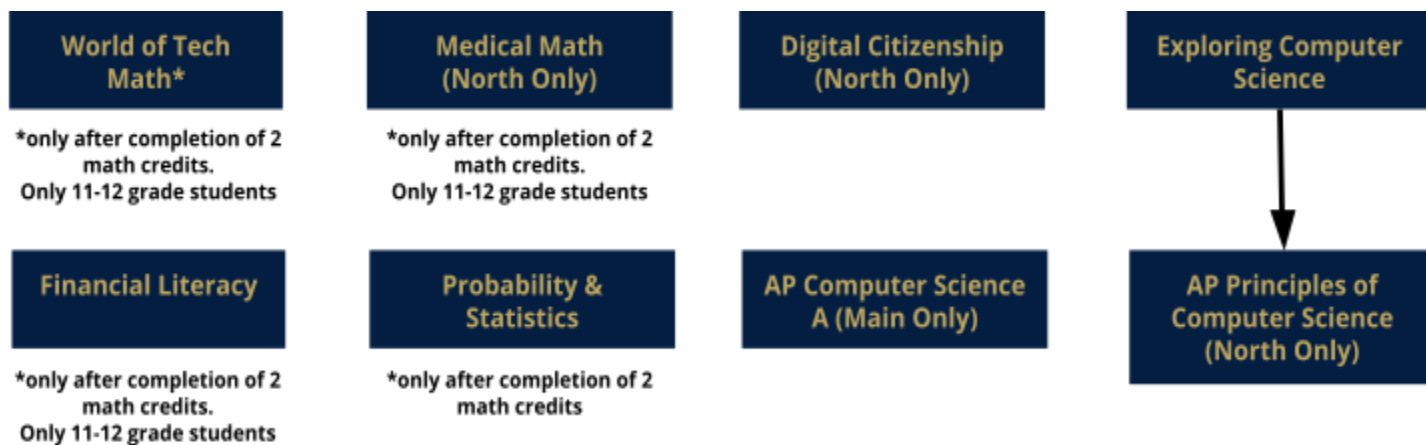 World of Tech
Math*
*only after completion of 2
math credits.
Only 11-12 grade students
Medical Math
(North Only)
*only after completion of 2
math credits.
Only 11-12 grade students
Digital Citizenship
(North Only)
Exploring Computer
Science
Financial Literacy
*only after completion of 2
math credits.
Only 11-12 grade students
Probability &
Statistics
*only after completion of 2
math credits
AP Computer Science
A (Main Only)
AP Principles of
Computer Science
(North Only)